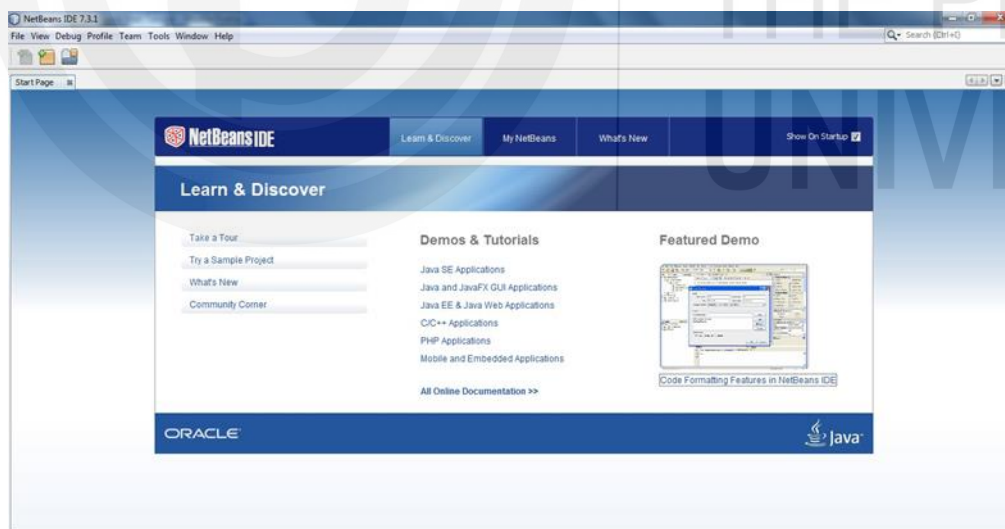 NetBeans IDE 7.3.1
File View Debug Profile Team Tools Window Help
Search (Ctrl+I)
Start Page
NetBeans IDE
Learn & Discover
My NetBeans
What's New
Show On Startup
Learn & Discover
Take a Tour
Try a Sample Project
What's New
Community Corner
Demos & Tutorials
Java SE Applications
Java and JavaFX GUI Applications
Java EE & Java Web Applications
C/C++ Applications
PHP Applications
Mobile and Embedded Applications
All Online Documentation >>
Featured Demo
Code Formatting Features in NetBeans IDE
ORACLE
Java